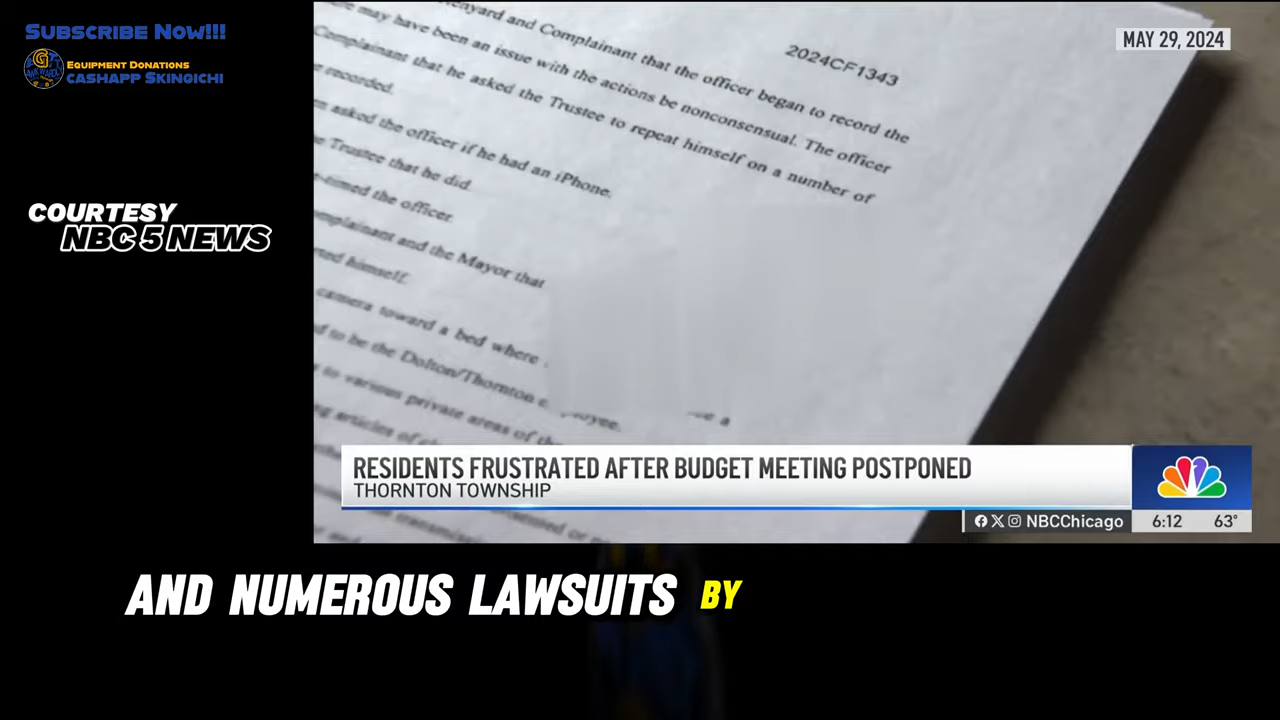 SUBSCRIBE NOW!!!
EQUIPMENT DONATIONS
CASHAPP SKINGICHI
COURTESY
NBC 5 NEWS
MAY 29, 2024
and Complainant that the officer began to record the
2024CF1343
may have been an issue with the actions be nonconsensual. The officer
Complainant that he asked the Trustee to repeat himself on a number of
recorded.
asked the officer if he had an iPhone.
Trustee that he did.
the officer.
and the Mayor that
himself.
camera toward a bed where
to be the Dolton/Thornton
to various private areas of the
articles of
RESIDENTS FRUSTRATED AFTER BUDGET MEETING POSTPONED
THORNTON TOWNSHIP
NBCChicago
6:12 63°
AND NUMEROUS LAWSUITS BY